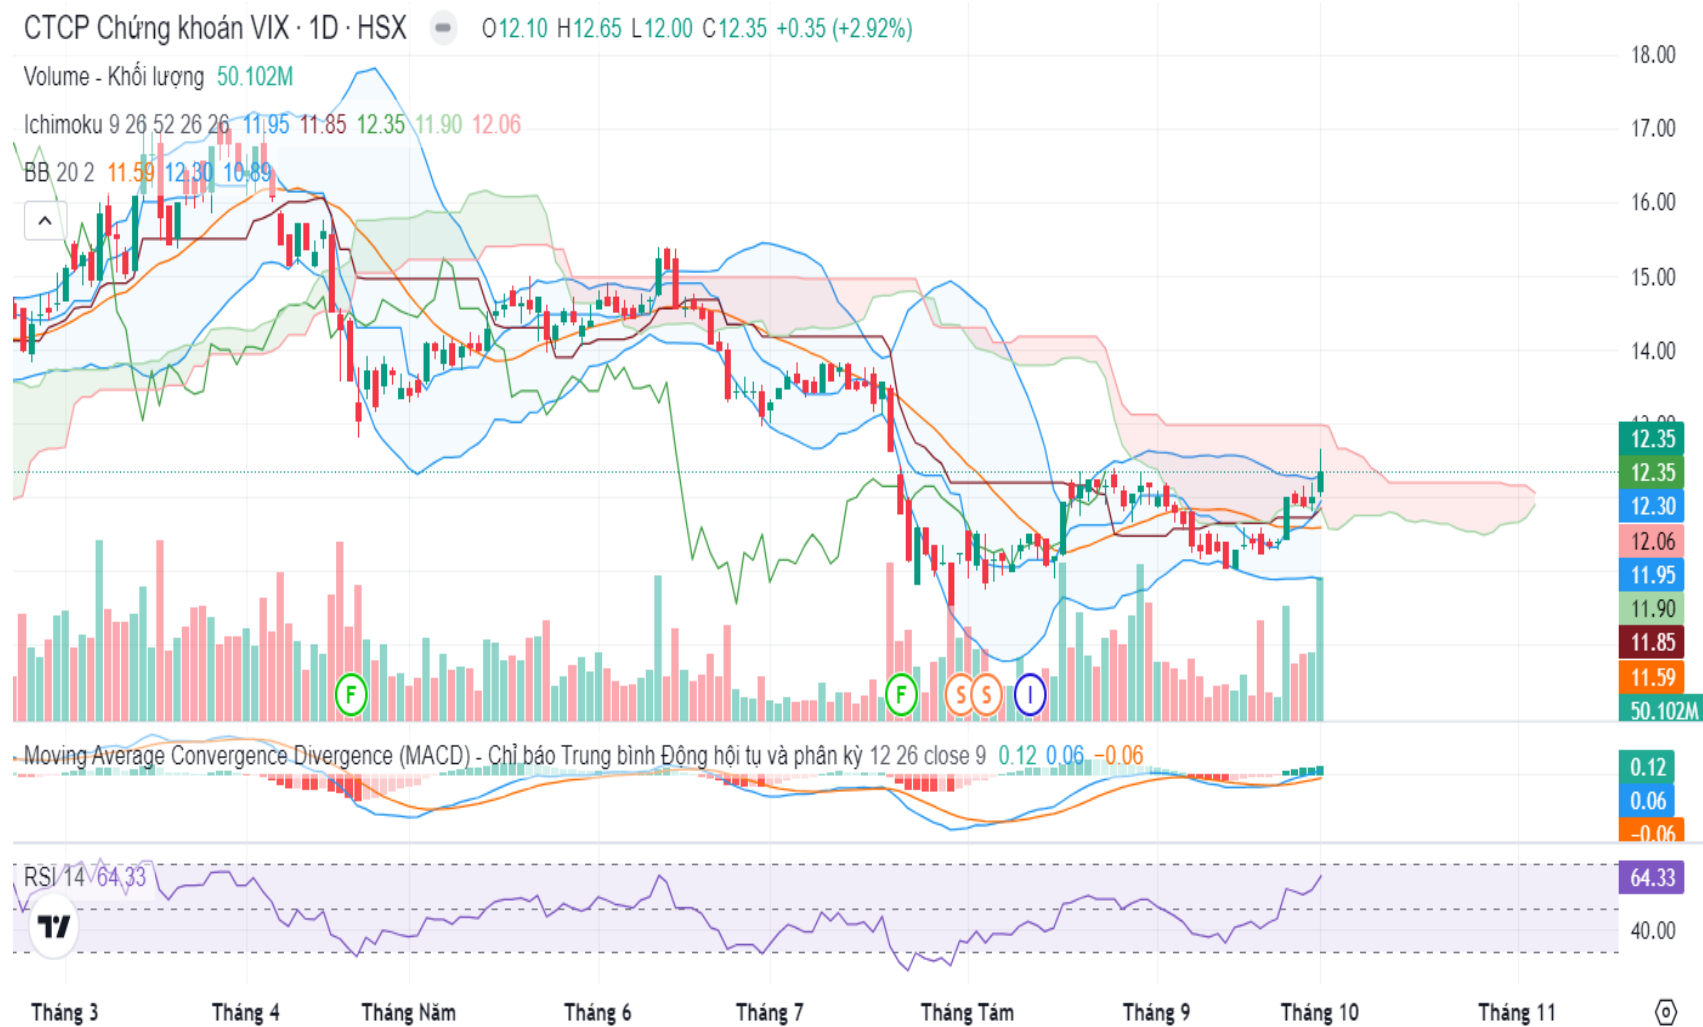 CTCP Chứng khoán VIX · 1D · HSX O12.10 H12.65 L12.00 C12.35 +0.35 (+2.92%)
Volume - Khối lượng 50.102M
Ichimoku 9 26 52 26 26 11.95 11.85 12.35 11.90 12.06
BB 20 2 11.59 12.30 10.89
18.00
17.00
16.00
15.00
14.00
13.00
12.35
12.35
12.30
12.06
11.95
11.90
11.85
11.59
50.102M
F
F
S
S
I
Moving Average Convergence Divergence (MACD) - Chỉ báo Trung bình Động hội tụ và phân kỳ 12 26 close 9 0.12 0.06 −0.06
0.12
0.06
−0.06
RSI 14 64.33
64.33
40.00
Tháng 3 Tháng 4 Tháng Năm Tháng 6 Tháng 7 Tháng Tám Tháng 9 Tháng 10 Tháng 11